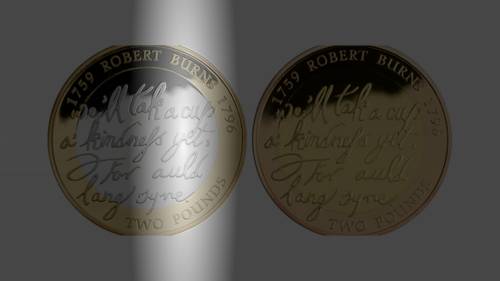 1759 ROBERT BURNS 1796
we'll tak a cup
a' kindness yet,
For auld
lang syne.
TWO POUNDS
1759 ROBERT BURNS 1796
we'll tak a cup
a' kindness yet,
For auld
lang syne.
TWO POUNDS